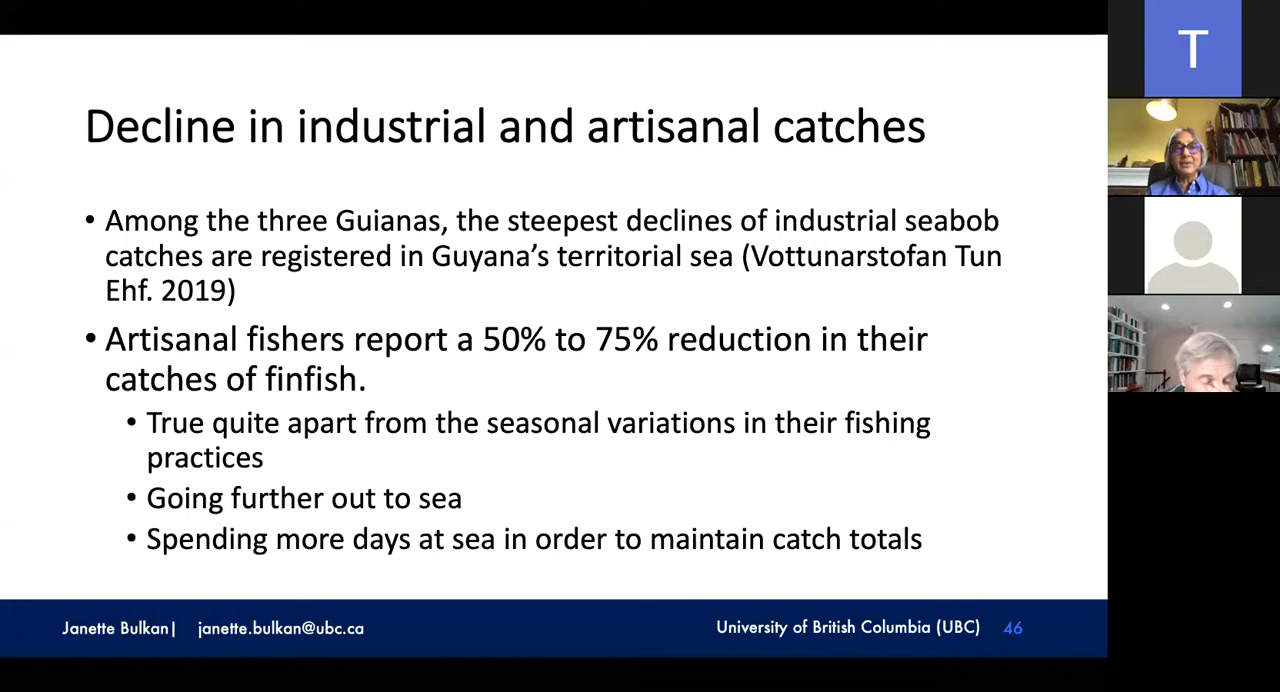 Decline in industrial and artisanal catches
• Among the three Guianas, the steepest declines of industrial seabob
catches are registered in Guyana’s territorial sea (Vottunarstofan Tun
Ehf. 2019)
• Artisanal fishers report a 50% to 75% reduction in their
catches of finfish.
• True quite apart from the seasonal variations in their fishing
practices
• Going further out to sea
• Spending more days at sea in order to maintain catch totals
Janette Bulkan| janette.bulkan@ubc.ca
University of British Columbia (UBC) 46
T